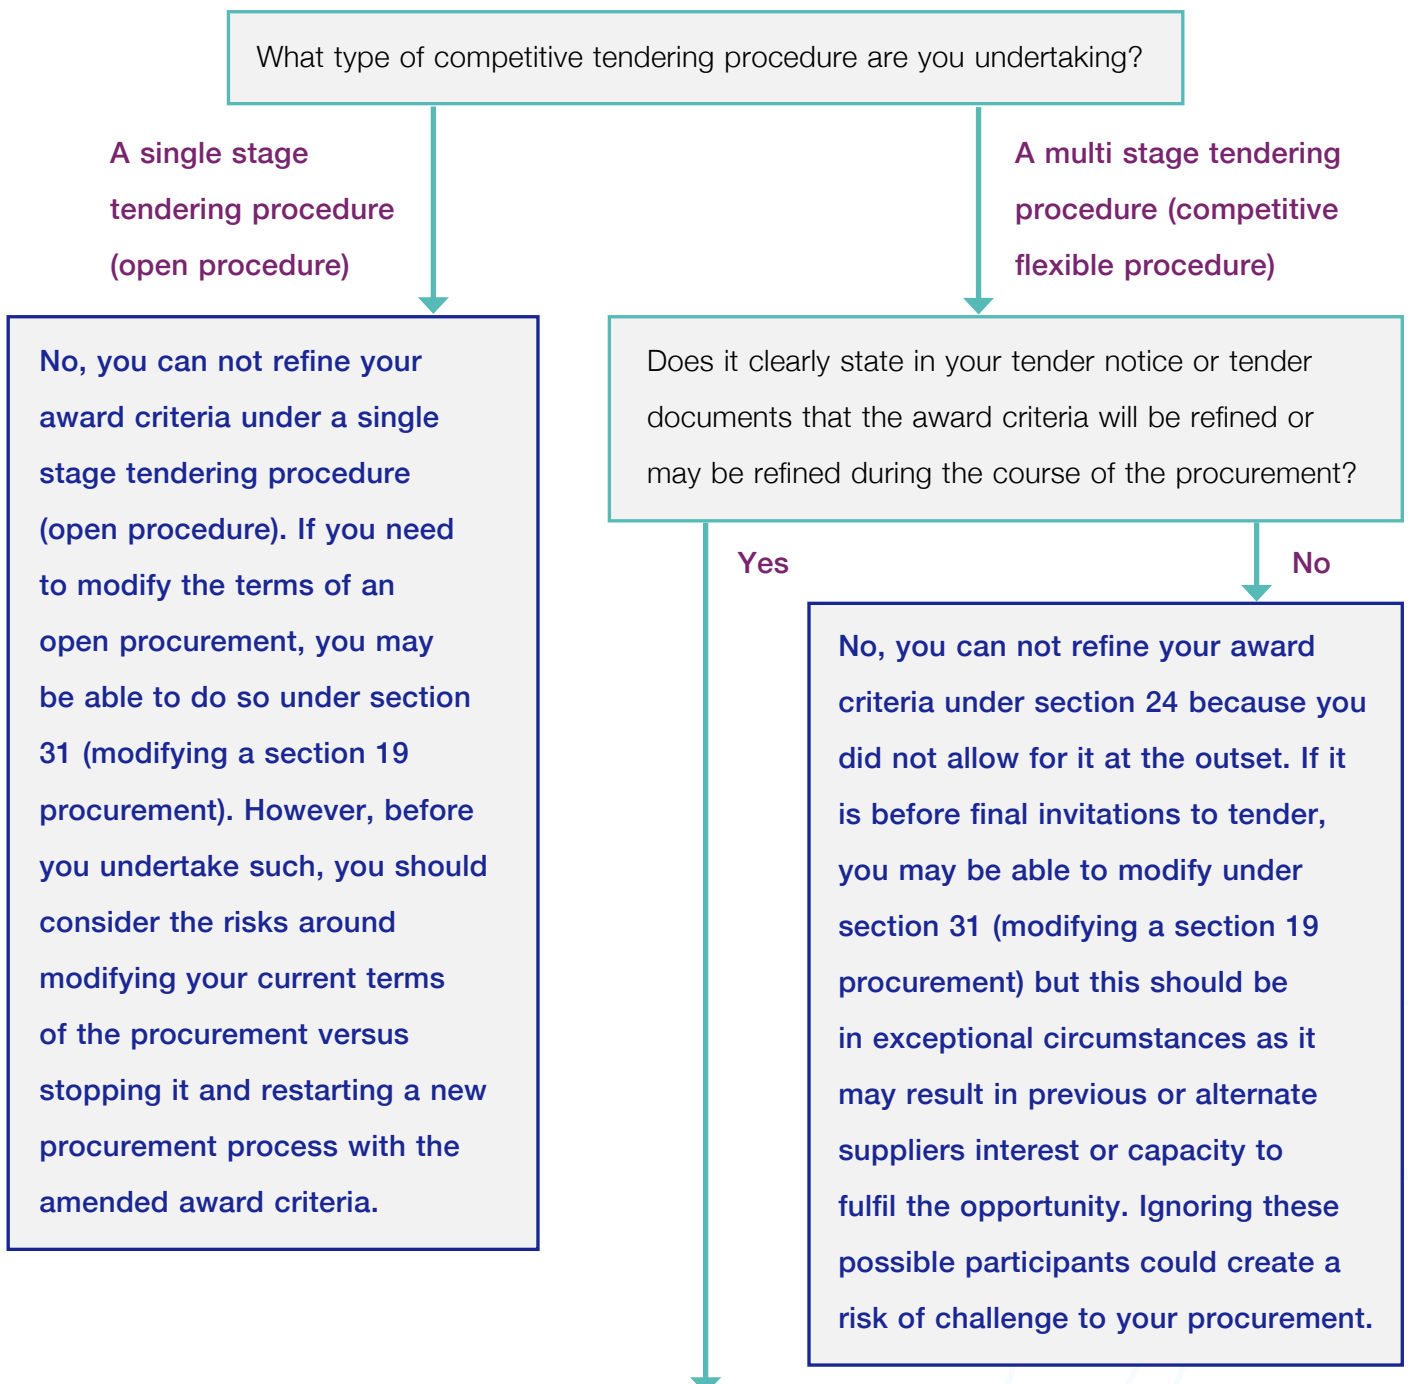 What type of competitive tendering procedure are you undertaking?
A single stage
tendering procedure
(open procedure)
A multi stage tendering
procedure (competitive
flexible procedure)
No, you can not refine your
award criteria under a single
stage tendering procedure
(open procedure). If you need
to modify the terms of an
open procurement, you may
be able to do so under section
31 (modifying a section 19
procurement). However, before
you undertake such, you should
consider the risks around
modifying your current terms
of the procurement versus
stopping it and restarting a new
procurement process with the
amended award criteria.
Does it clearly state in your tender notice or tender
documents that the award criteria will be refined or
may be refined during the course of the procurement?
Yes
No
No, you can not refine your award
criteria under section 24 because you
did not allow for it at the outset. If it
is before final invitations to tender,
you may be able to modify under
section 31 (modifying a section 19
procurement) but this should be
in exceptional circumstances as it
may result in previous or alternate
suppliers interest or capacity to
fulfil the opportunity. Ignoring these
possible participants could create a
risk of challenge to your procurement.